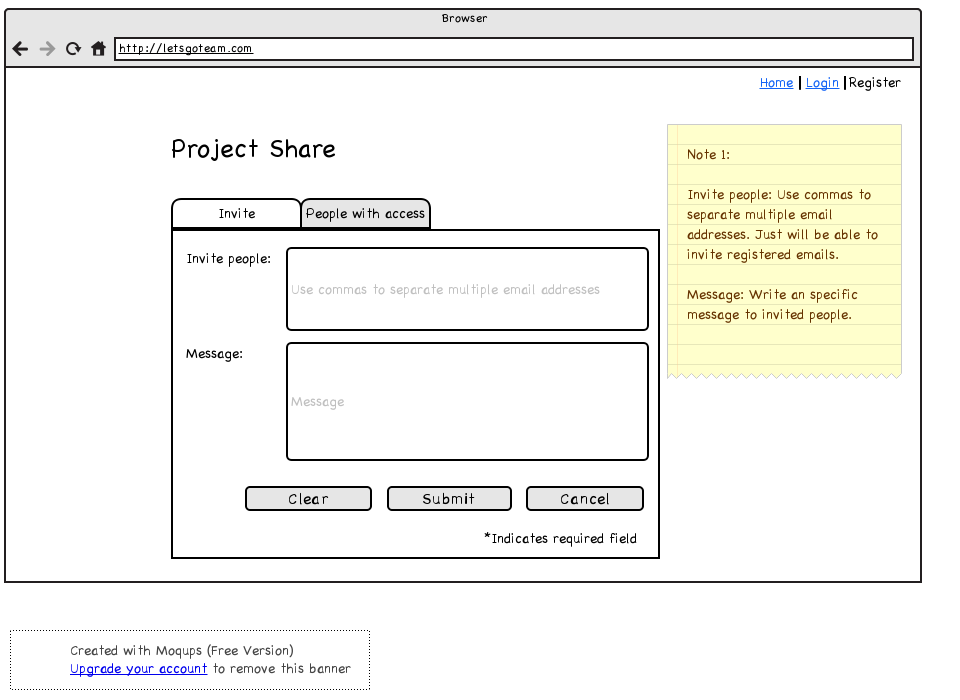 Browser
http://letsgoteam.com
Home | Login | Register
Project Share
Invite
People with access
Invite people:
Use commas to separate multiple email addresses
Message:
Message
Clear
Submit
Cancel
*Indicates required field
Note 1:
Invite people: Use commas to
separate multiple email
addresses. Just will be able to
invite registered emails.
Message: Write an specific
message to invited people.
Created with Moqups (Free Version)
Upgrade your account to remove this banner